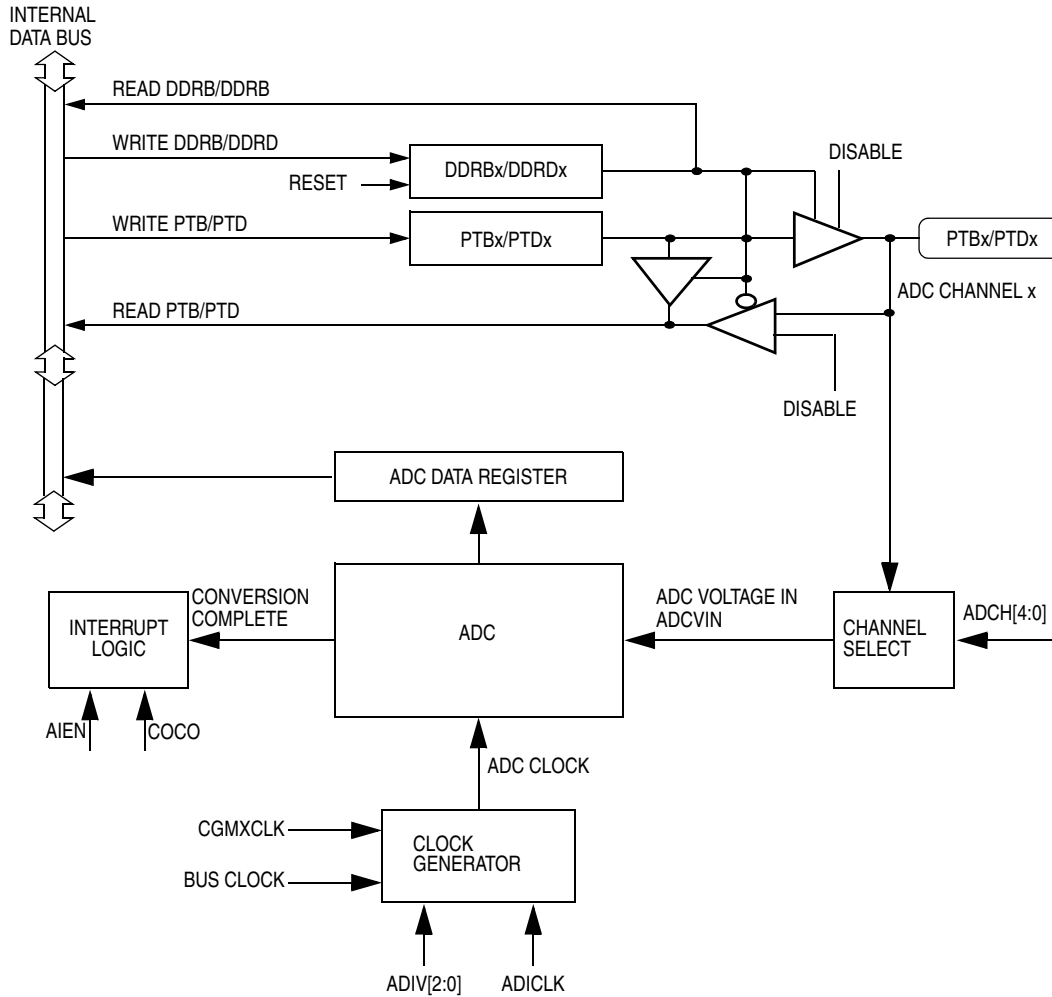 INTERNAL
DATA BUS
READ DDRB/DDRB
WRITE DDRB/DDRD
RESET
DDRBx/DDRDx
DISABLE
WRITE PTB/PTD
PTBx/PTDx
PTBx/PTDx
ADC CHANNEL x
READ PTB/PTD
DISABLE
ADC DATA REGISTER
INTERRUPT
LOGIC
CONVERSION
COMPLETE
ADC
ADC VOLTAGE IN
ADCVIN
CHANNEL
SELECT
ADCH[4:0]
AIEN
COCO
ADC CLOCK
CGMXCLK
BUS CLOCK
CLOCK
GENERATOR
ADIV[2:0]
ADICLK